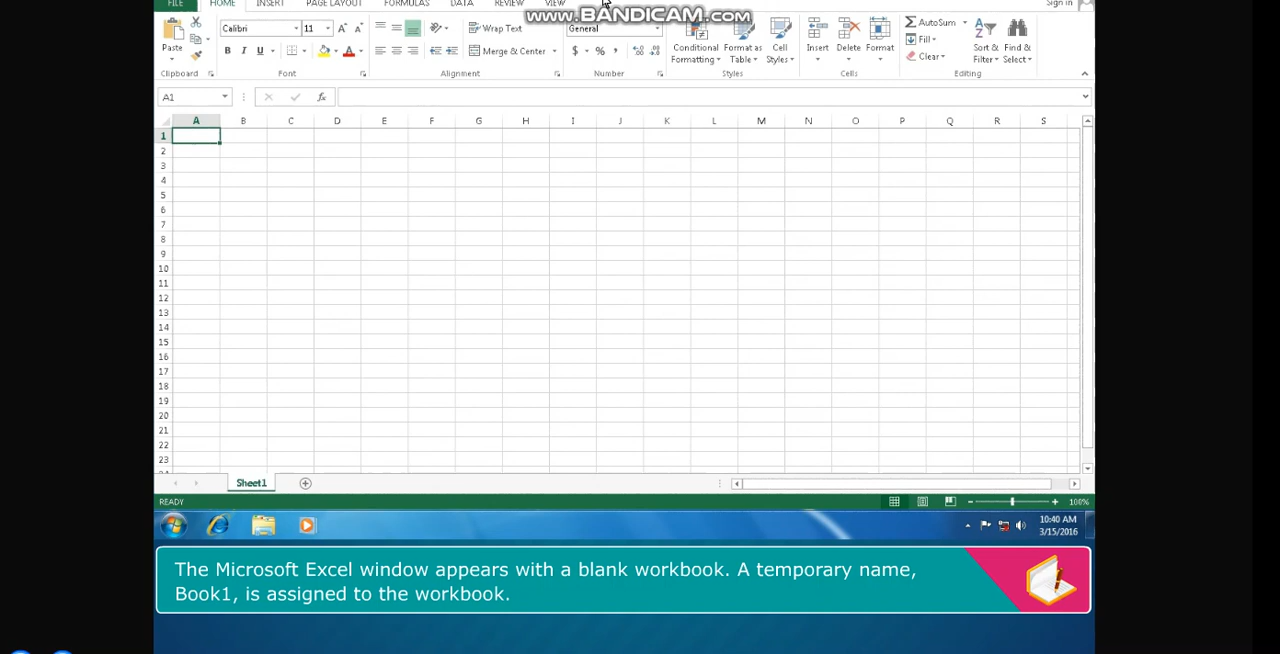 FILE HOME INSERT PAGE LAYOUT FORMULAS DATA REVIEW VIEW Sign in
www.BANDICAM.com
Calibri 11 Wrap Text General AutoSum
Fill
Paste B I U Merge & Center $ % , Conditional Format as Cell Insert Delete Format Clear Sort & Find &
Formatting Table Styles Filter Select
Clipboard Font Alignment Number Styles Cells Editing
A1 fx
A B C D E F G H I J K L M N O P Q R S
1
2
3
4
5
6
7
8
9
10
11
12
13
14
15
16
17
18
19
20
21
22
23
Sheet1
READY 100%
10:40 AM
3/15/2016
The Microsoft Excel window appears with a blank workbook. A temporary name,
Book1, is assigned to the workbook.